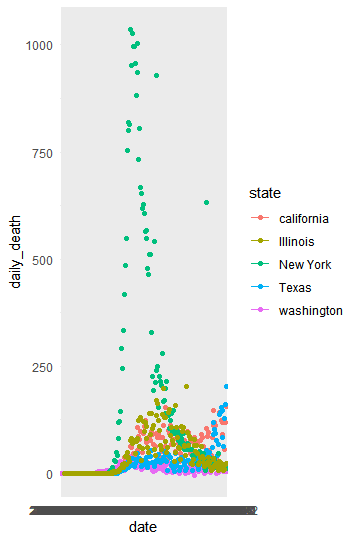 1000
750
500
250
0
daily_death
date
state
california
Illinois
New York
Texas
washington